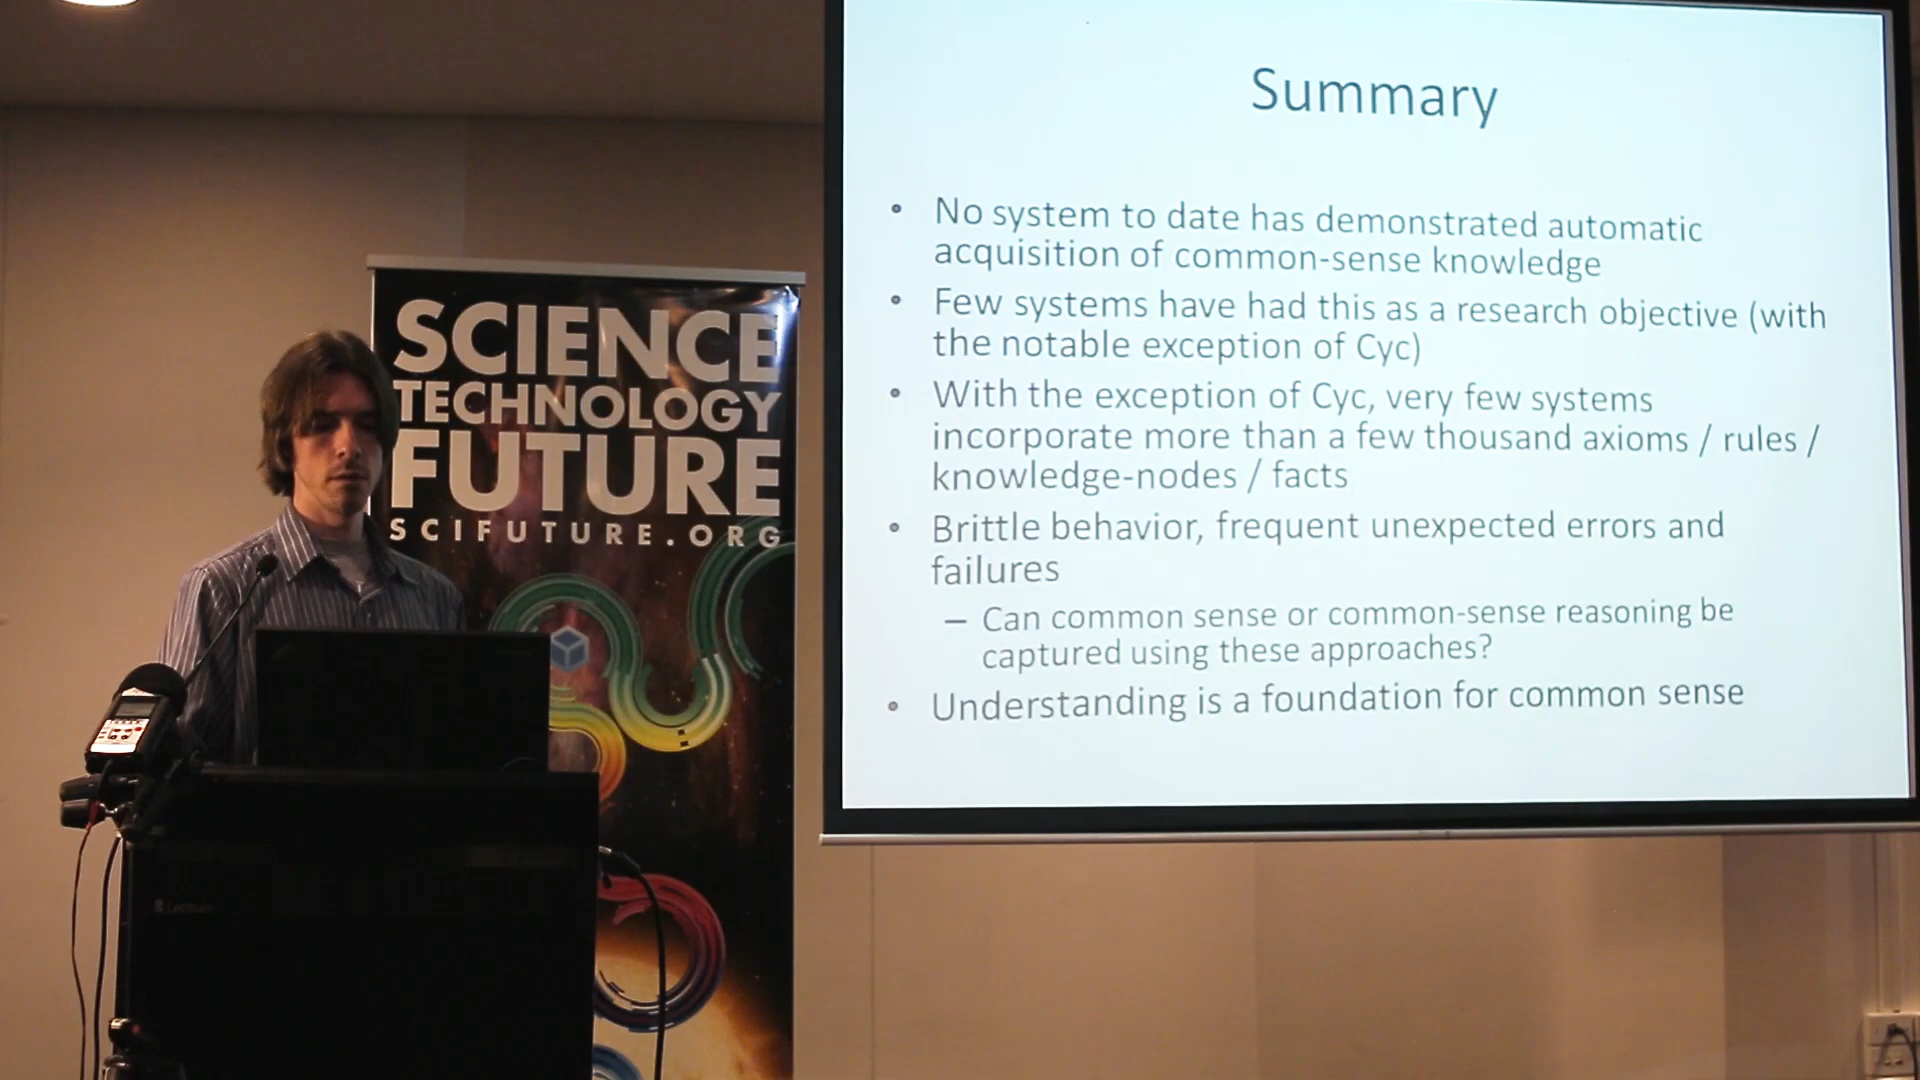 SCIENCE
TECHNOLOGY
FUTURE
SCIFUTURE.ORG
Summary
• No system to date has demonstrated automatic
acquisition of common-sense knowledge
• Few systems have had this as a research objective (with
the notable exception of Cyc)
• With the exception of Cyc, very few systems
incorporate more than a few thousand axioms / rules /
knowledge-nodes / facts
• Brittle behavior, frequent unexpected errors and
failures
– Can common sense or common-sense reasoning be
captured using these approaches?
• Understanding is a foundation for common sense